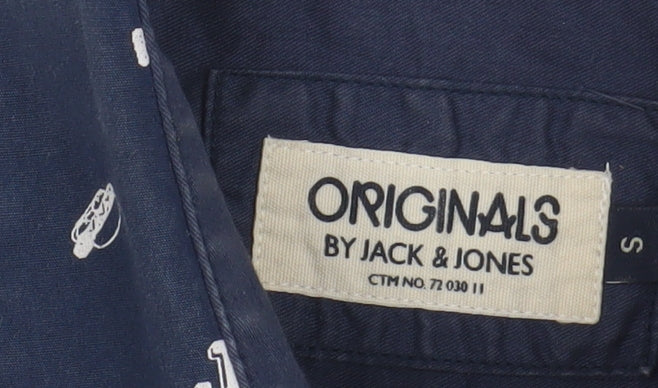 ORIGINALS
BY JACK & JONES
CTM NO. 72 030 11
S